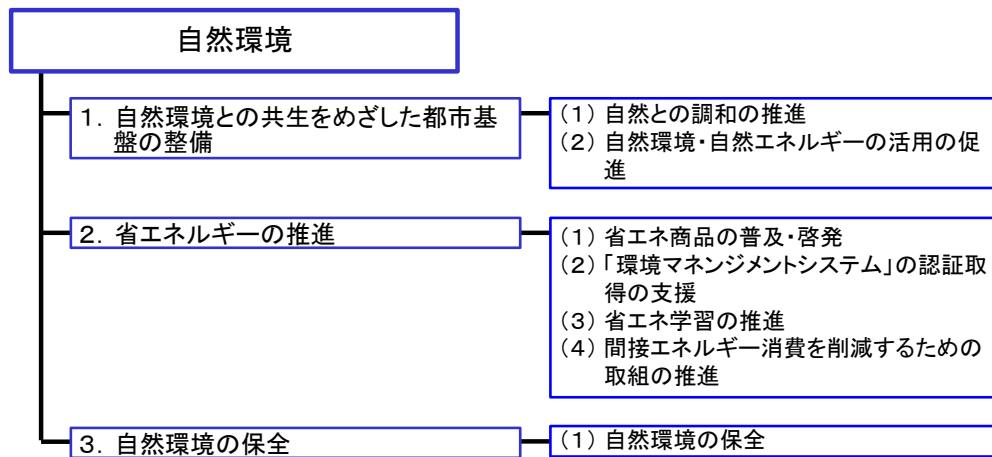 自然環境
1．自然環境との共生をめざした都市基
盤の整備
（1）自然との調和の推進
（2）自然環境・自然エネルギーの活用の促
進
2．省エネルギーの推進
（1）省エネ商品の普及・啓発
（2）「環境マネンジメントシステム」の認証取
得の支援
（3）省エネ学習の推進
（4）間接エネルギー消費を削減するための
取組の推進
3．自然環境の保全
（1）自然環境の保全